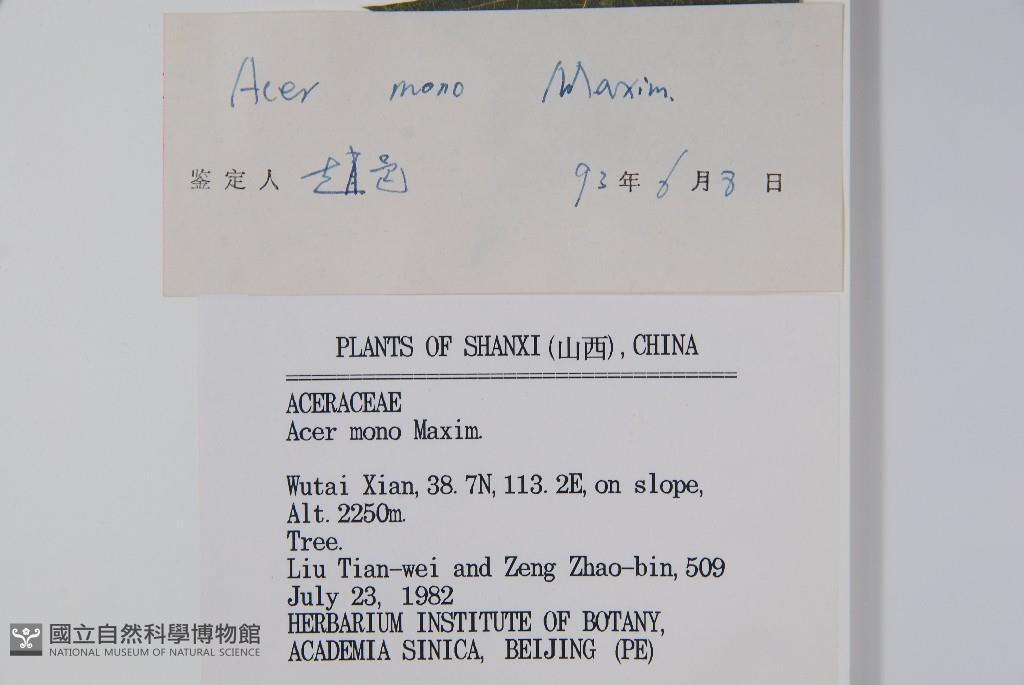 Acer mono Maxim.
鉴定人 93年6月8日
PLANTS OF SHANXI(山西), CHINA
ACERACEAE
Acer mono Maxim.
Wutai Xian, 38.7N, 113.2E, on slope,
Alt. 2250m.
Tree.
Liu Tian-wei and Zeng Zhao-bin, 509
July 23, 1982
HERBARIUM INSTITUTE OF BOTANY,
ACADEMIA SINICA, BEIJING (PE)
國立自然科學博物館
NATIONAL MUSEUM OF NATURAL SCIENCE